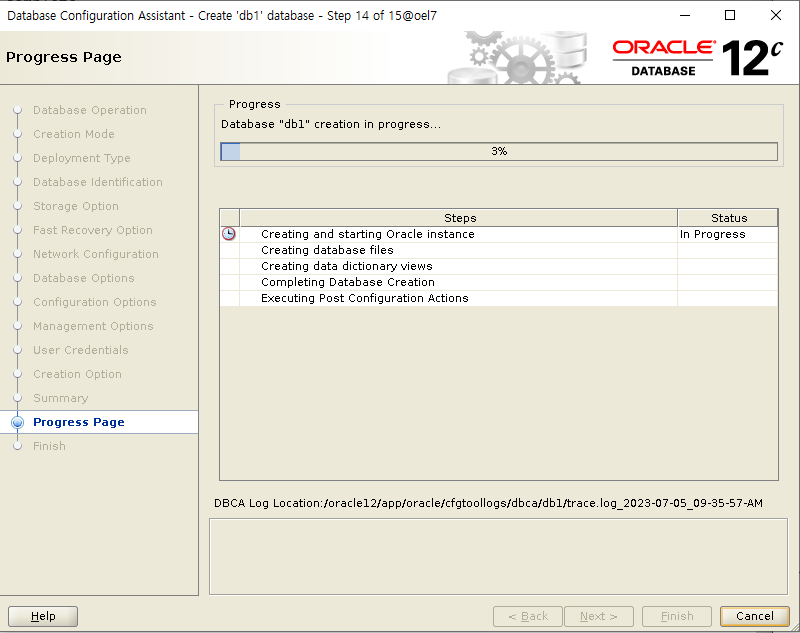 Database Configuration Assistant - Create 'db1' database - Step 14 of 15@oel7
Progress Page
ORACLE
DATABASE
12c
Database Operation
Creation Mode
Deployment Type
Database Identification
Storage Option
Fast Recovery Option
Network Configuration
Database Options
Configuration Options
Management Options
User Credentials
Creation Option
Summary
Progress Page
Finish
Progress
Database "db1" creation in progress...
3%
Steps Status
Creating and starting Oracle instance In Progress
Creating database files
Creating data dictionary views
Completing Database Creation
Executing Post Configuration Actions
DBCA Log Location:/oracle12/app/oracle/cfgtoollogs/dbca/db1/trace.log_2023-07-05_09-35-57-AM
Help < Back Next > Finish Cancel